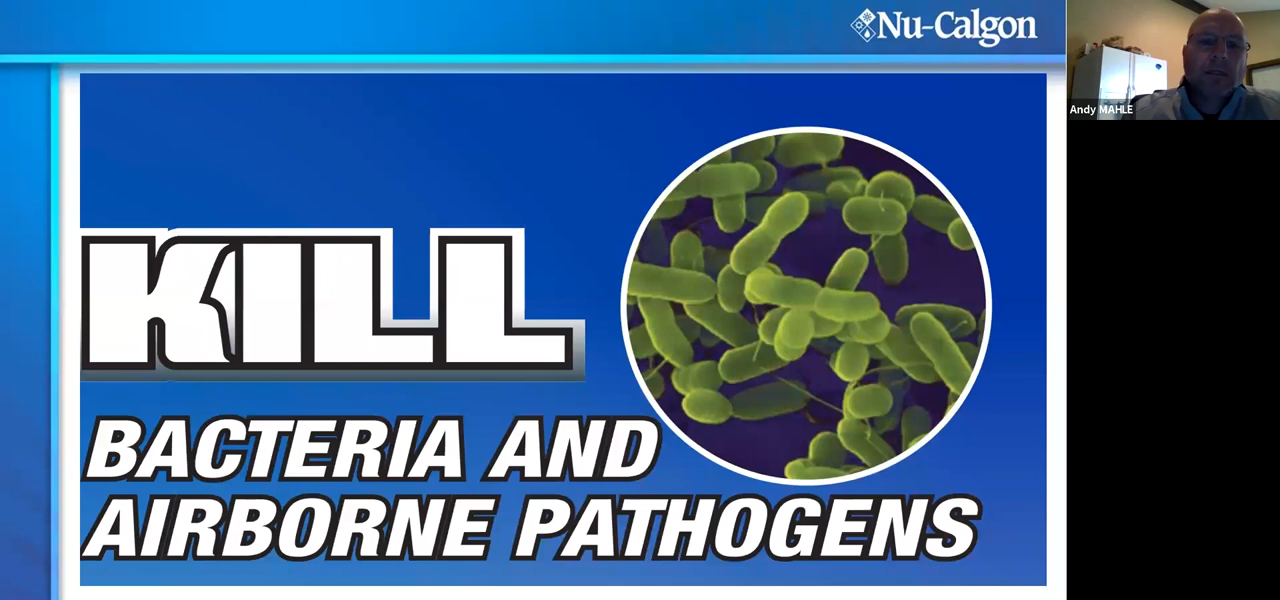 Nu-Calgon
Andy MAHLE
KILL
BACTERIA AND
AIRBORNE PATHOGENS